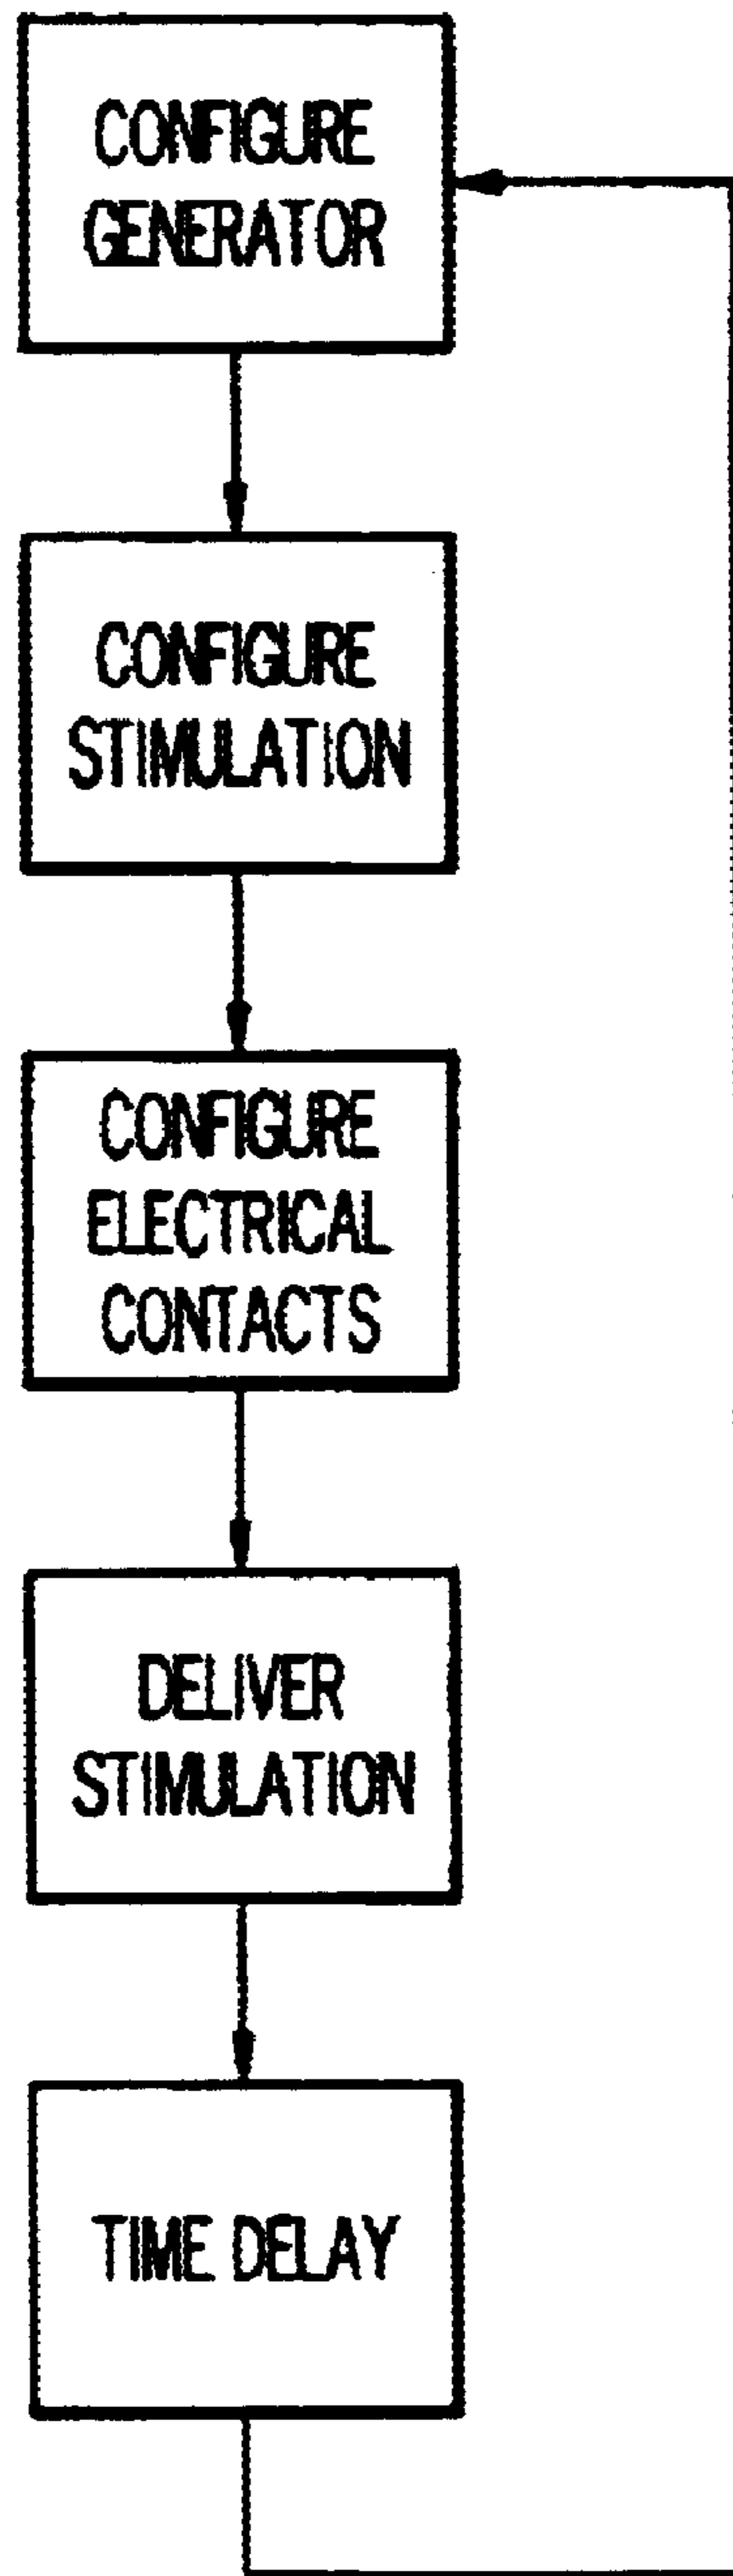 CONFIGURE
GENERATOR
CONFIGURE
STIMULATION
CONFIGURE
ELECTRICAL
CONTACTS
DELIVER
STIMULATION
TIME DELAY